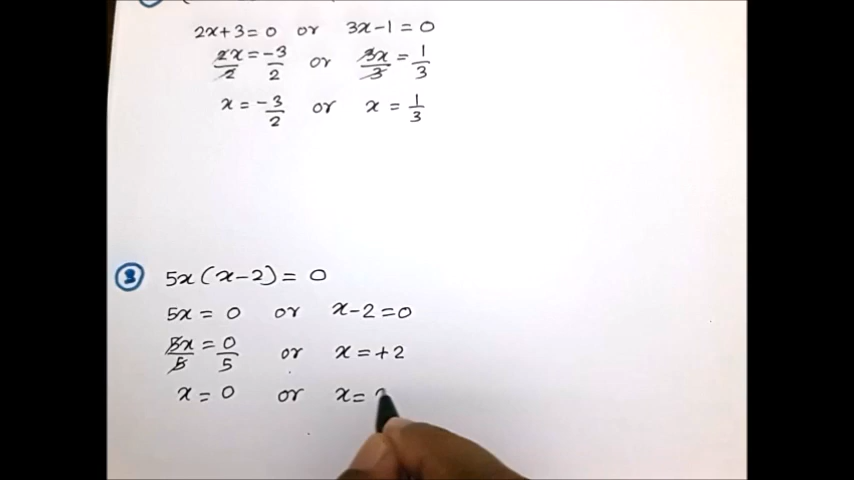 2x+3=0 or 3x-1=0
2x/2 = -3/2 or 3x/3 = 1/3
x = -3/2 or x = 1/3
3 5x(x-2) = 0
5x = 0 or x-2=0
5x/5 = 0/5 or x = +2
x = 0 or x =